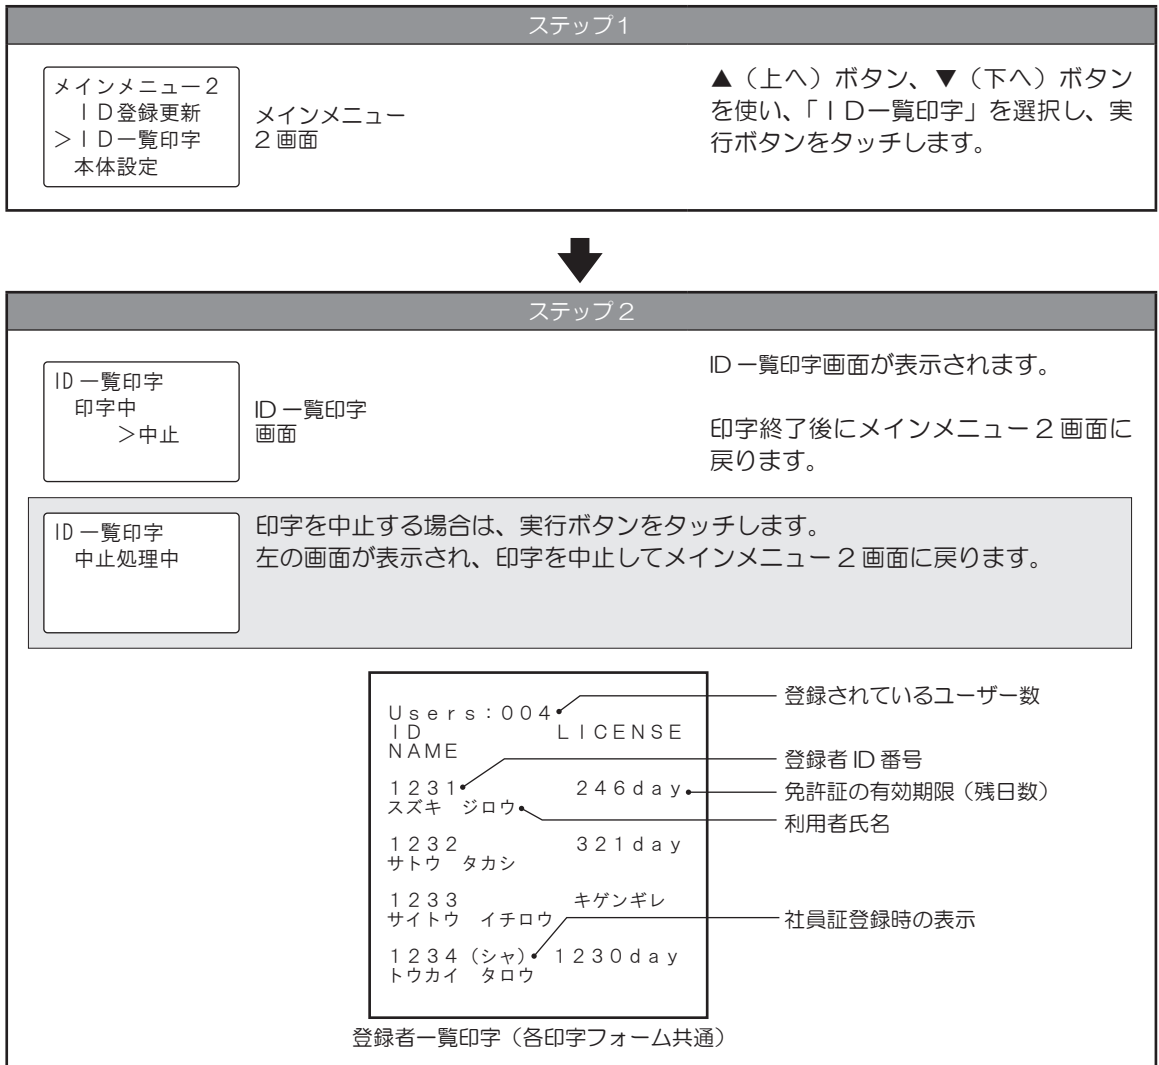 ステップ1
メインメニュー2
ID登録更新
>ID一覧印字
本体設定
メインメニュー
2画面
▲(上へ)ボタン、▼(下へ)ボタン
を使い、「ID一覧印字」を選択し、実
行ボタンをタッチします。
ステップ2
ID一覧印字
印字中
>中止
ID一覧印字
画面
ID一覧印字画面が表示されます。
印字終了後にメインメニュー2画面に
戻ります。
ID一覧印字
中止処理中
印字を中止する場合は、実行ボタンをタッチします。
左の画面が表示され、印字を中止してメインメニュー2画面に戻ります。
Users:004
ID LICENSE
NAME
1231 246day
スズキ ジロウ
1232 321day
サトウ タカシ
1233 キゲンギレ
サイトウ イチロウ
1234(シャ) 1230day
トウカイ タロウ
登録されているユーザー数
登録者ID番号
免許証の有効期限(残日数)
利用者氏名
社員証登録時の表示
登録者一覧印字(各印字フォーム共通)